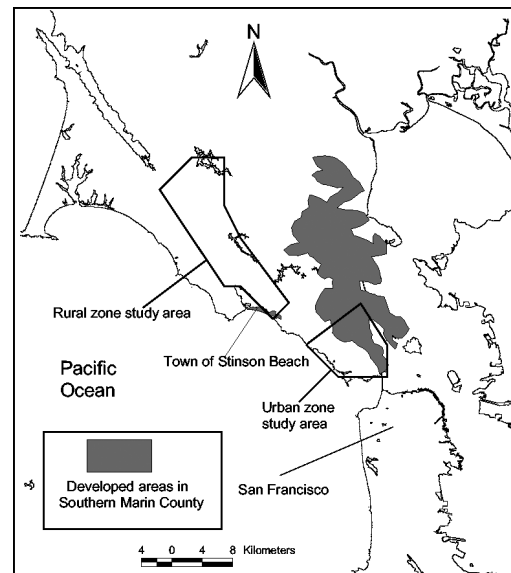 N
Rural zone study area
Town of Stinson Beach
Pacific
Ocean
Urban zone
study area
Developed areas in
Southern Marin County
San Francisco
4 0 4 8 Kilometers